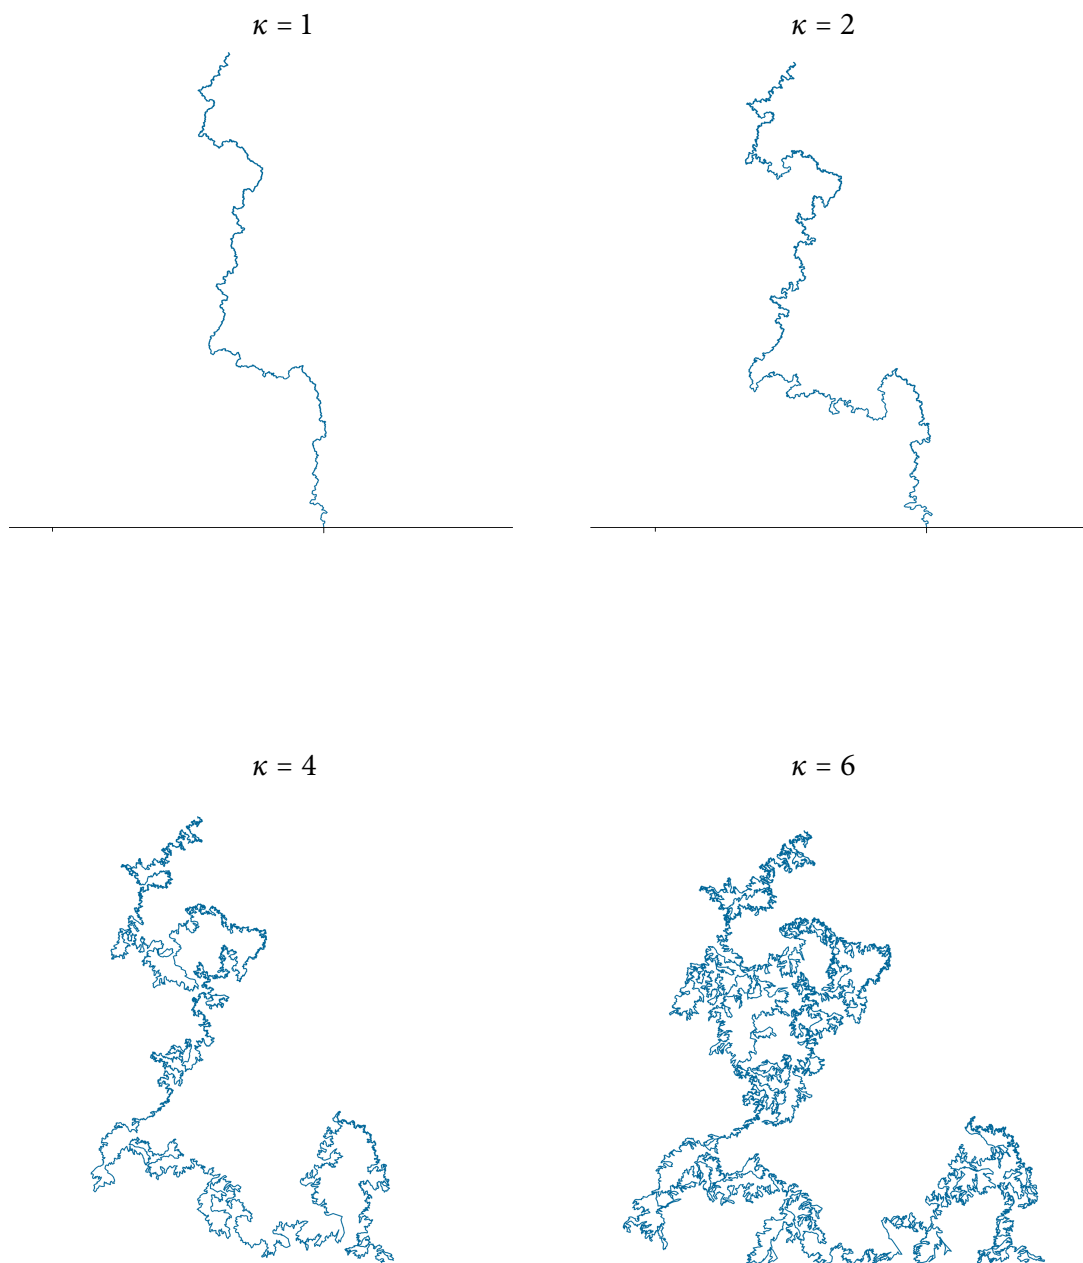 κ = 1
κ = 2
κ = 4
κ = 6